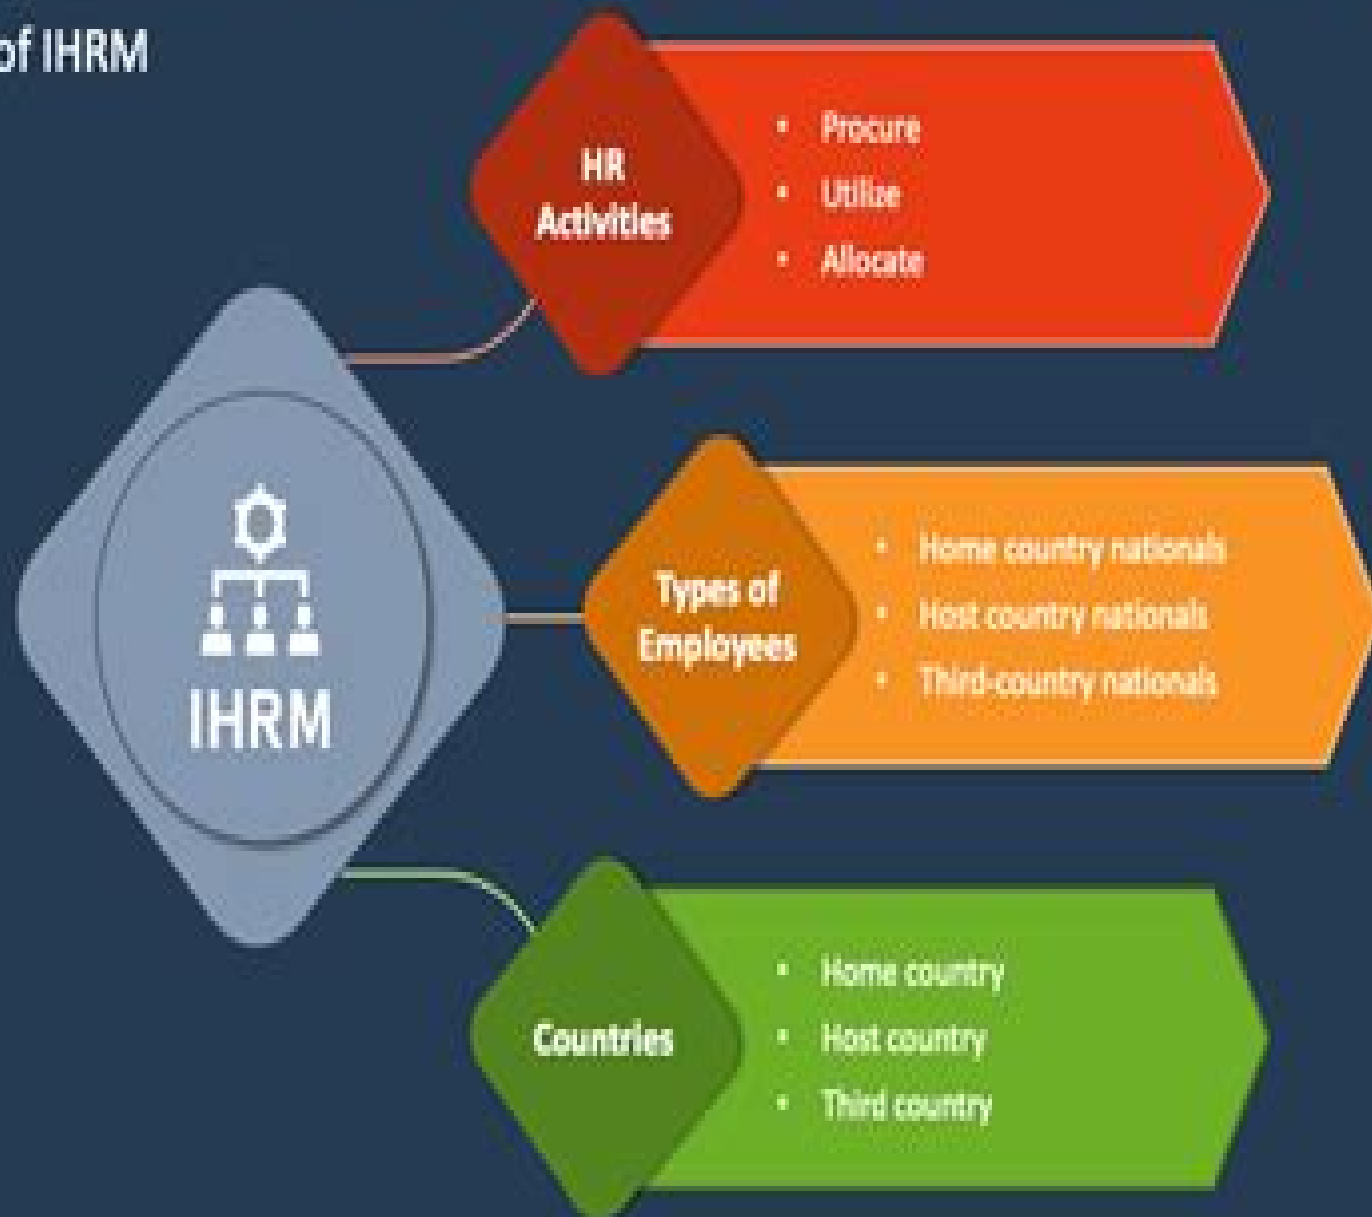 of IHRM
HR
Activities
• Procure
• Utilize
• Allocate
IHRM
Types of
Employees
• Home country nationals
• Host country nationals
• Third-country nationals
Countries
• Home country
• Host country
• Third country